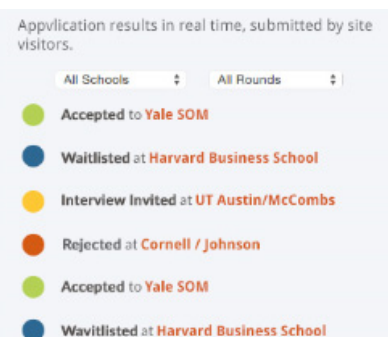 Appvlication results in real time, submitted by site
visitors.
All Schools All Rounds
Accepted to Yale SOM
Waitlisted at Harvard Business School
Interview Invited at UT Austin/McCombs
Rejected at Cornell / Johnson
Accepted to Yale SOM
Wavitlisted at Harvard Business School